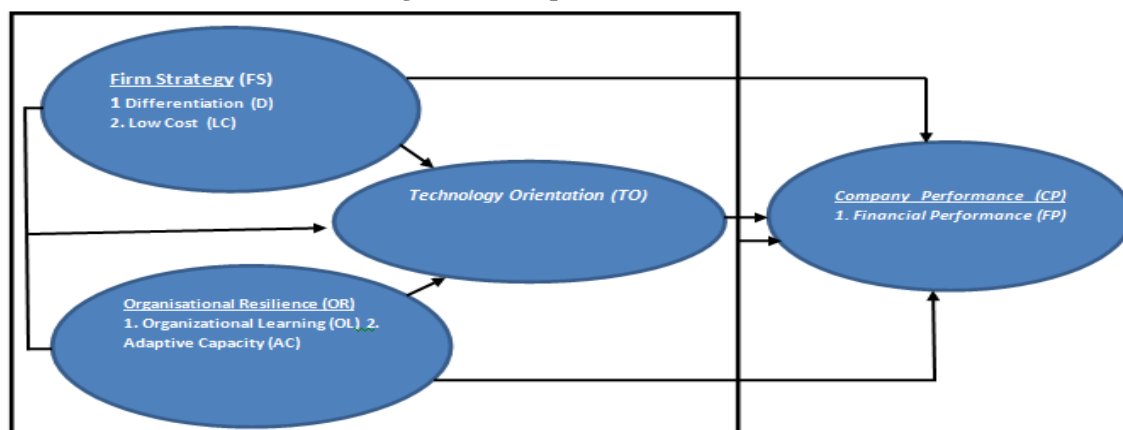 Firm Strategy (FS)
1 Differentiation (D)
2. Low Cost (LC)
Technology Orientation (TO)
Company Performance (CP)
1. Financial Performance (FP)
Organisational Resilience (OR)
1. Organizational Learning (OL) 2.
Adaptive Capacity (AC)